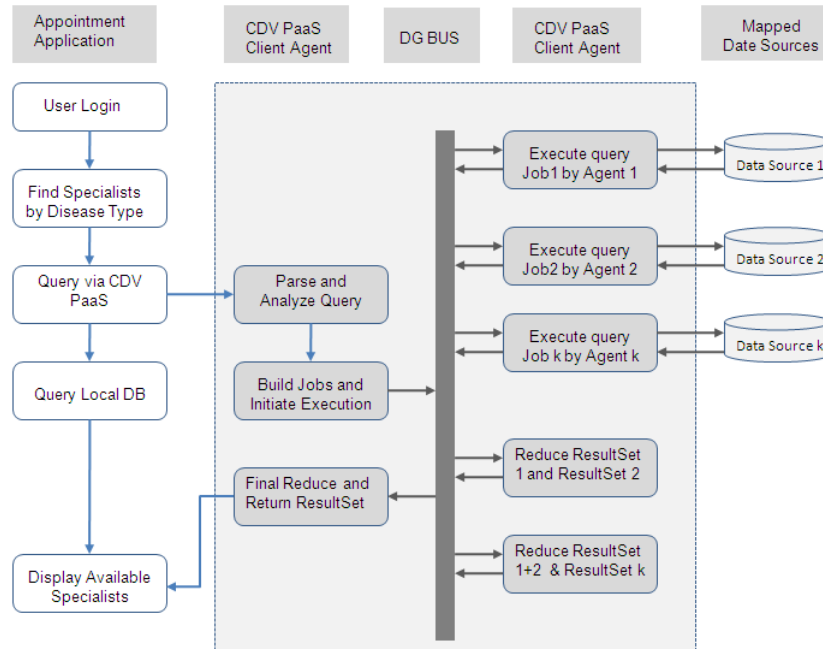 Appointment
Application
CDV PaaS
Client Agent
DG BUS
CDV PaaS
Client Agent
Mapped
Date Sources
User Login
Find Specialists
by Disease Type
Query via CDV
PaaS
Query Local DB
Display Available
Specialists
Parse and
Analyze Query
Build Jobs and
Initiate Execution
Final Reduce and
Return ResultSet
Execute query
Job1 by Agent 1
Execute query
Job2 by Agent 2
Execute query
Job k by Agent k
Reduce ResultSet
1 and ResultSet 2
Reduce ResultSet
1+2 & ResultSet k
Data Source 1
Data Source 2
Data Source k